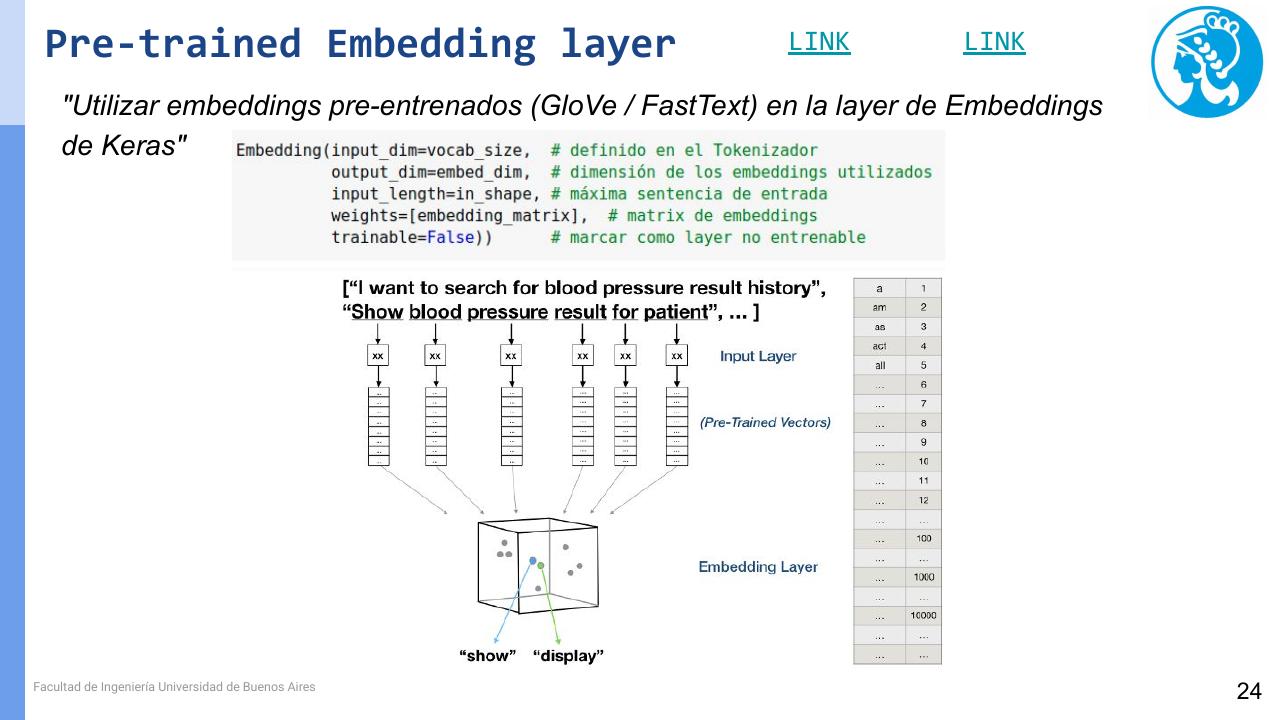 Pre-trained Embedding layer
LINK
LINK
"Utilizar embeddings pre-entrenados (GloVe / FastText) en la layer de Embeddings
de Keras"
Embedding(input_dim=vocab_size,  # definido en el Tokenizador
output_dim=embed_dim,  # dimensión de los embeddings utilizados
input_length=in_shape, # máxima sentencia de entrada
weights=[embedding_matrix],  # matrix de embeddings
trainable=False))      # marcar como layer no entrenable
[“I want to search for blood pressure result history”,
“Show blood pressure result for patient”, ... ]
xx xx xx xx xx xx
Input Layer
(Pre-Trained Vectors)
Embedding Layer
“show” “display”
a 1
am 2
as 3
act 4
all 5
... 6
... 7
... 8
... 9
... 10
... 11
... 12
... ...
... 100
... ...
... 1000
... ...
... 10000
... ...
... ...
Facultad de Ingeniería Universidad de Buenos Aires
24